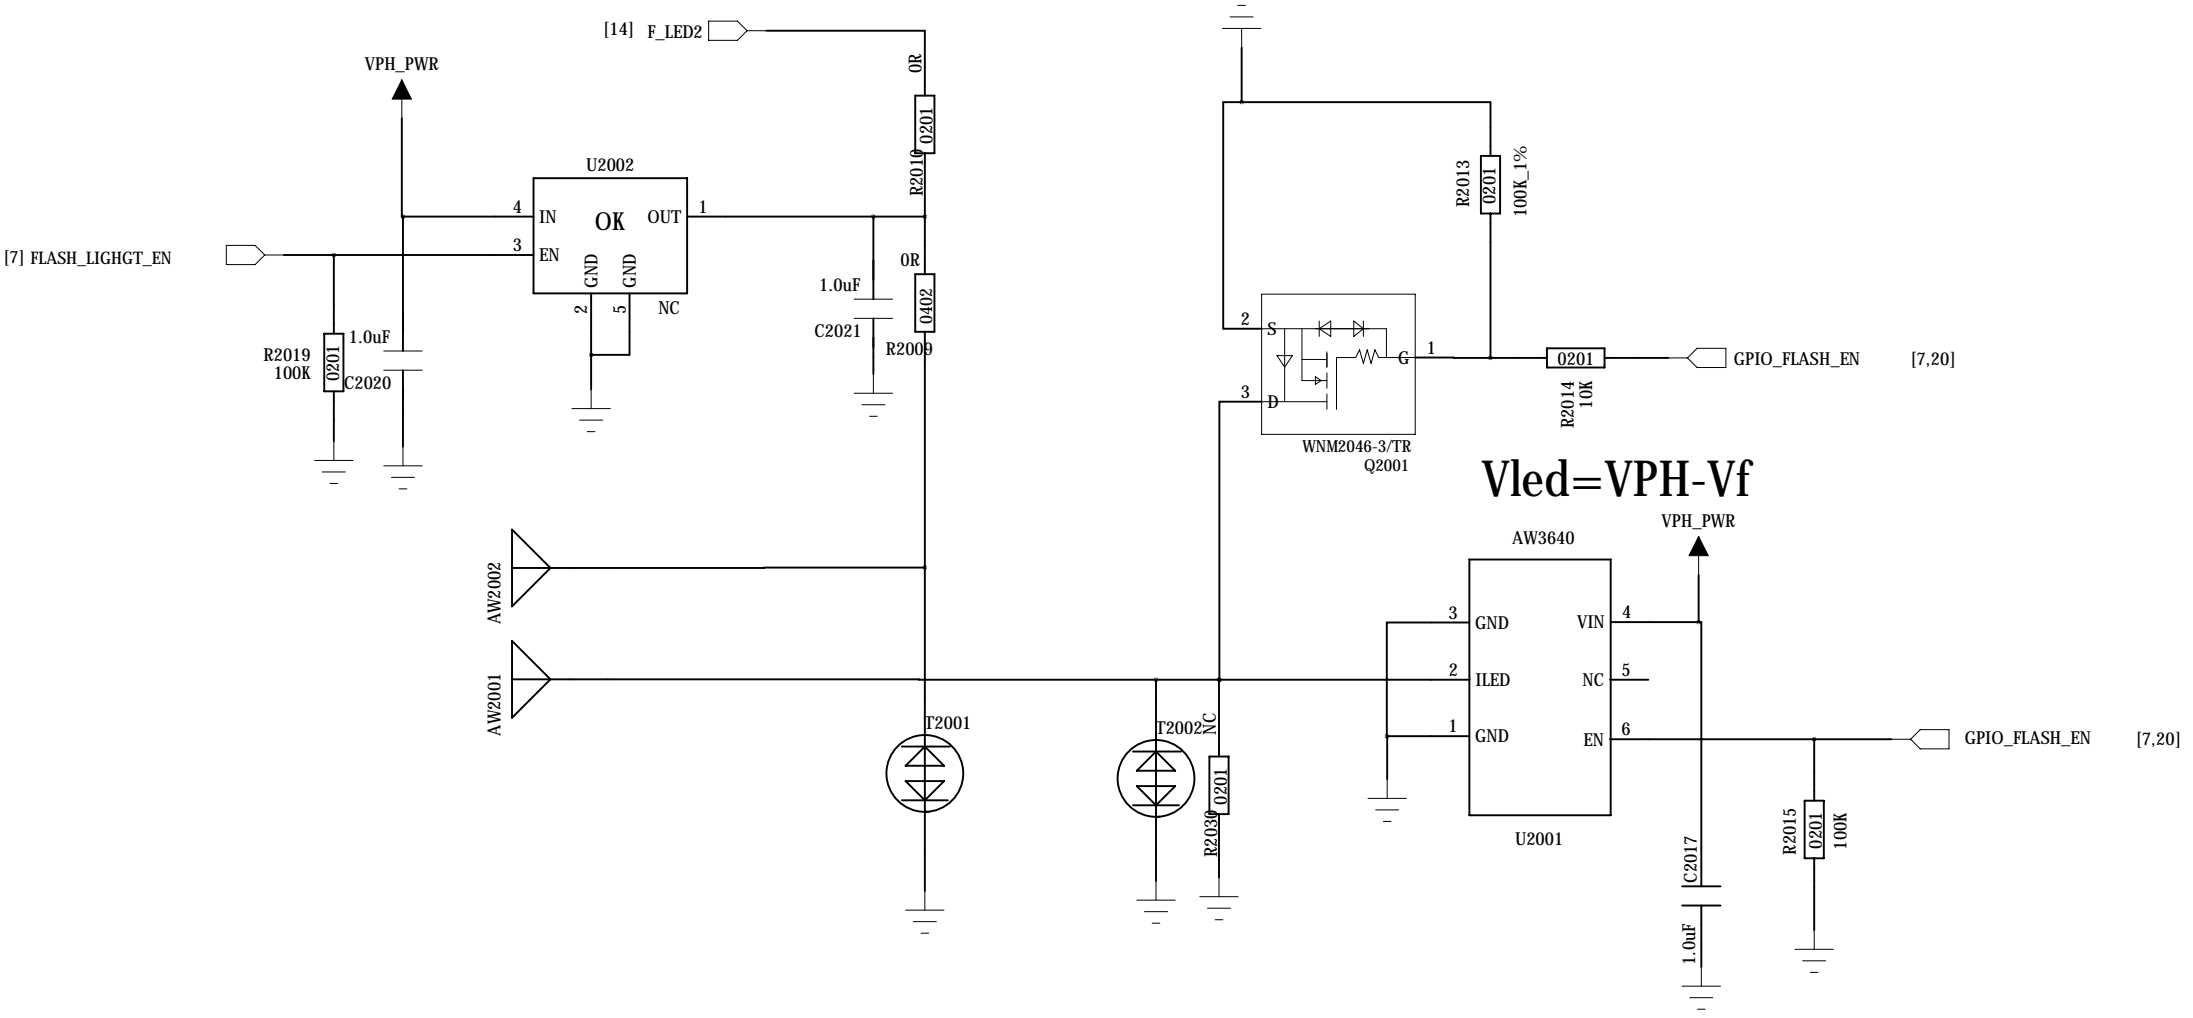 [14] F_LED2
0R
0201
R2010
VPH_PWR
U2002
4 IN OK OUT 1
3 EN
GND GND
2 5
NC
[7] FLASH_LIGHGT_EN
R2019
100K
0201
1.0uF
C2020
1.0uF
C2021
0R
0402
R2009
R2013
0201
100K_1%
2 S
G 1
3 D
WNM2046-3/TR
Q2001
0201
R2014
10K
GPIO_FLASH_EN [7,20]
Vled=VPH-Vf
VPH_PWR
AW3640
AW2002
AW2001
3 GND VIN 4
2 ILED NC 5
1 GND EN 6
U2001
T2001
T2002
NC
0201
R2030
GPIO_FLASH_EN [7,20]
R2015
0201
100K
C2017
1.0uF